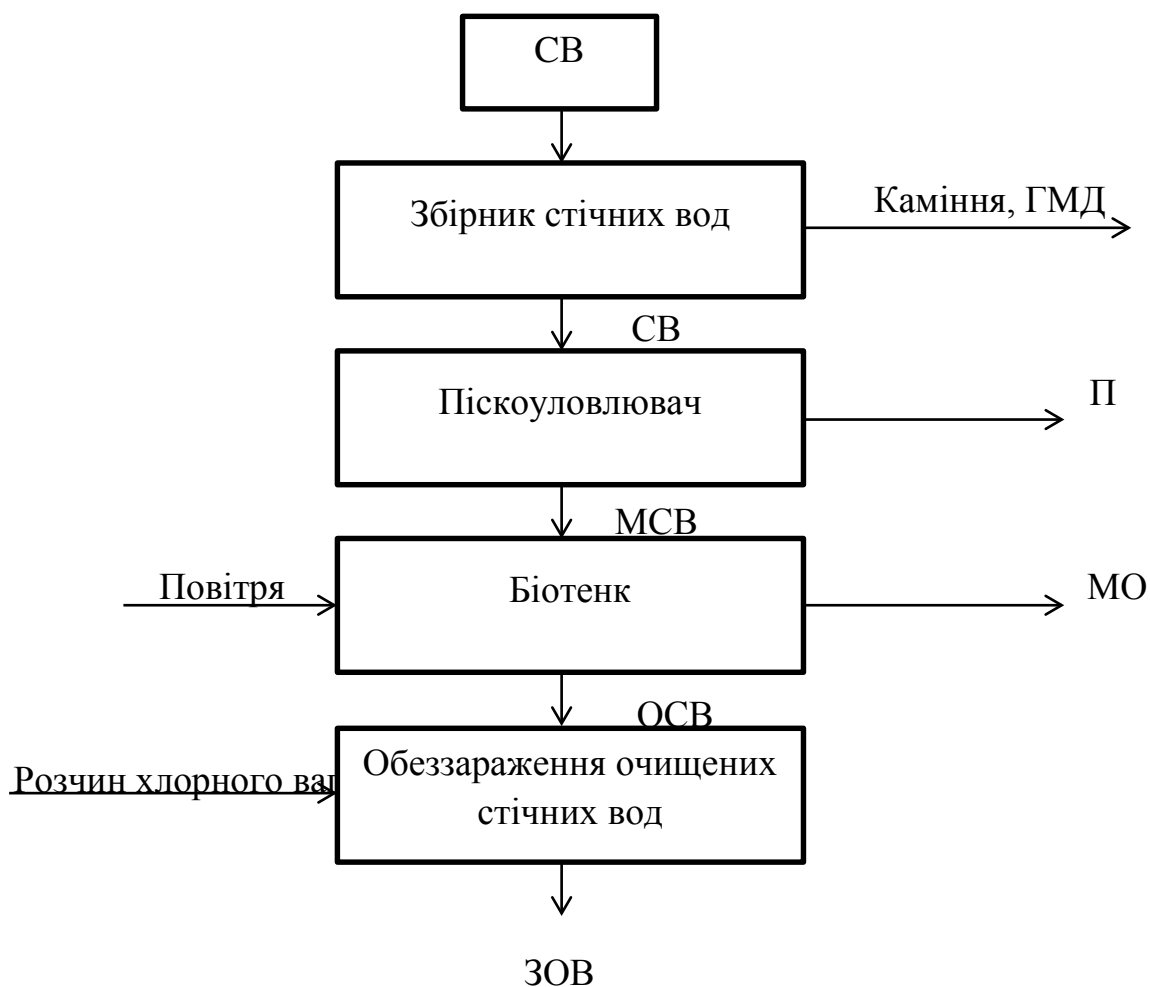 СВ
Збірник стічних вод
Каміння, ГМД
СВ
Піскоуловлювач
П
МСВ
Повітря
Біотенк
МО
ОСВ
Розчин хлорного
Обеззараження очищених
стічних вод
ЗОВ